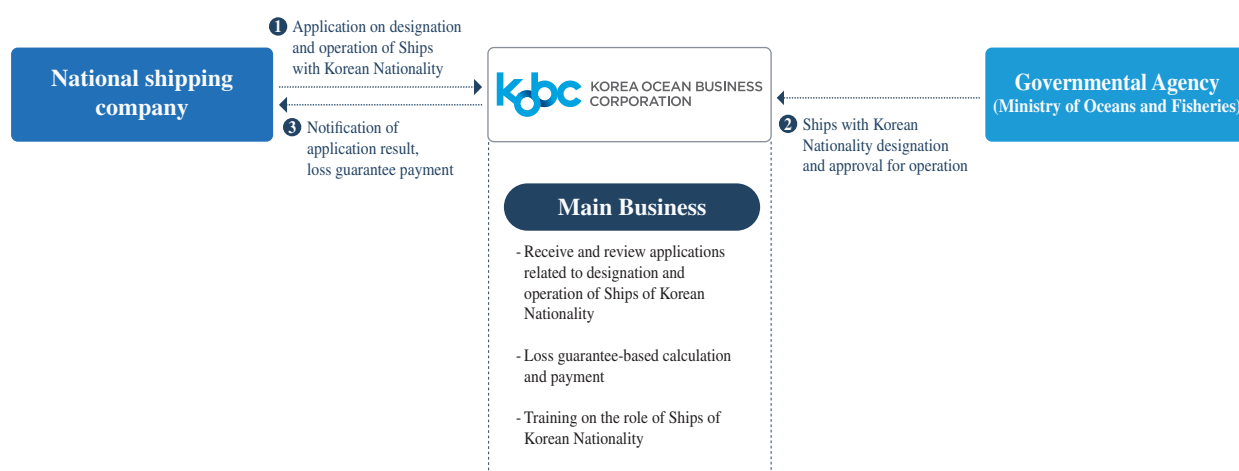 ❶ Application on designation
and operation of Ships
with Korean Nationality
National shipping
company
kobc KOREA OCEAN BUSINESS
CORPORATION
Governmental Agency
(Ministry of Oceans and Fisheries)
❸ Notification of
application result,
loss guarantee payment
❷ Ships with Korean
Nationality designation
and approval for operation
Main Business
- Receive and review applications
related to designation and
operation of Ships of Korean
Nationality
- Loss guarantee-based calculation
and payment
- Training on the role of Ships of
Korean Nationality